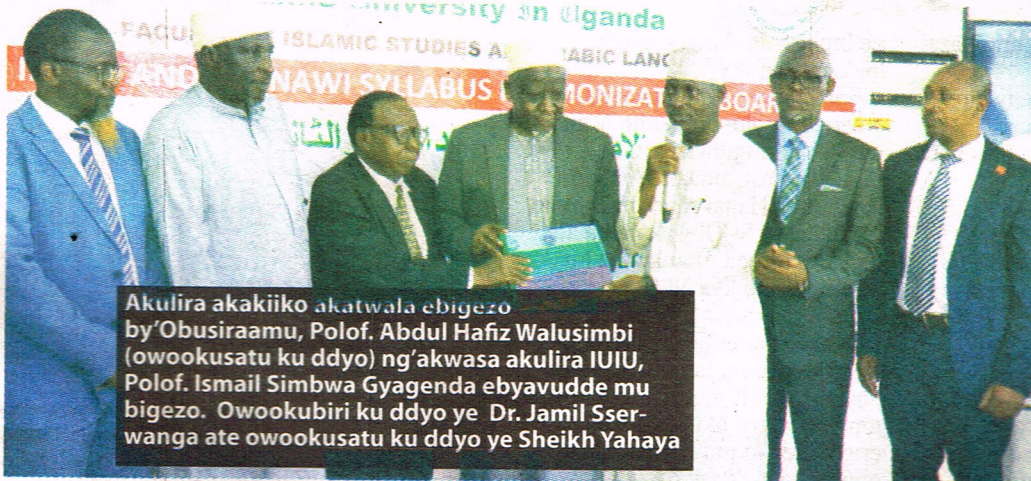 University In Uganda
ISLAMIC STUDIES
SYLLABUS
Akulira akakiiko akatwala ebigezo
by'Obusiraamu, Polof. Abdul Hafiz Walusimbi
(owookusatu ku ddyo) ng'akwasa akulira IUIU,
Polof. Ismail Simbwa Gyagenda ebyavudde mu
bigezo. Owookubiri ku ddyo ye Dr. Jamil Sser-
wanga ate owookusatu ku ddyo ye Sheikh Yahaya